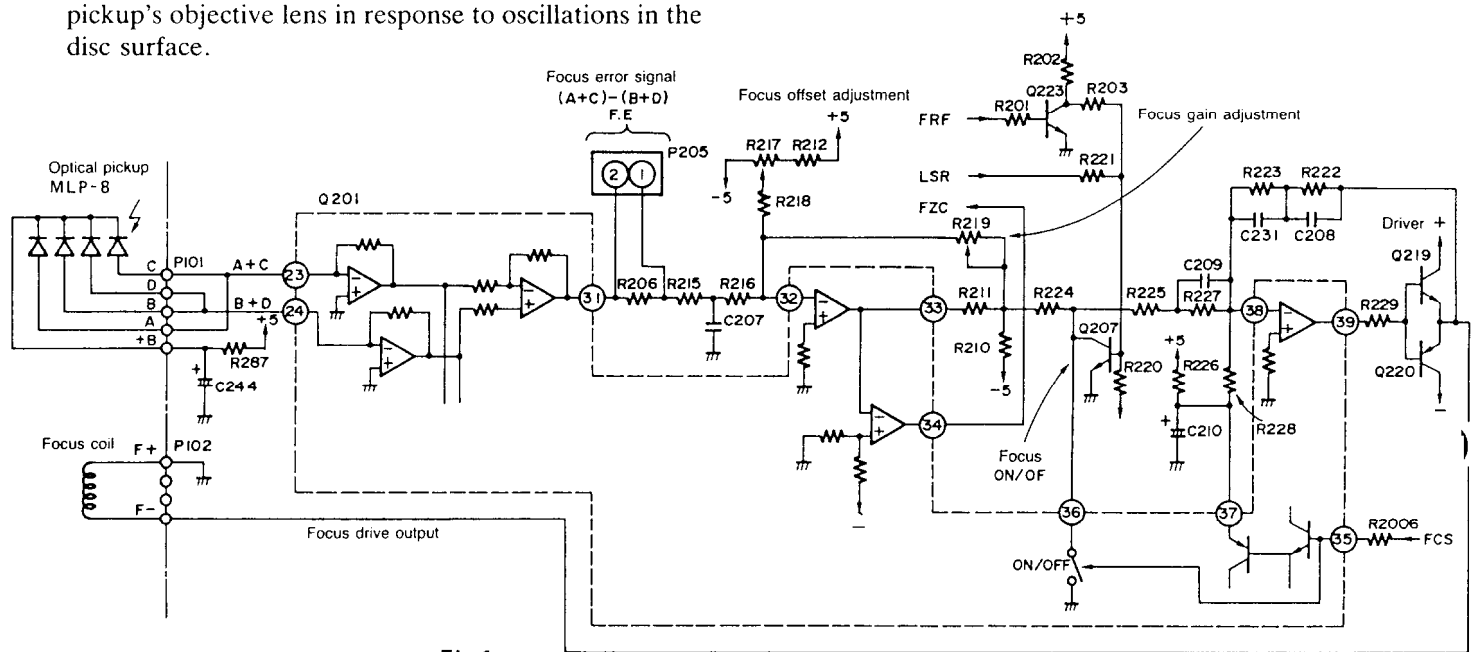 pickup's objective lens in response to oscillations in the
disc surface.
+5
R202
Focus error signal
(A+C)-(B+D)
F.E
Q223
R203
Focus offset adjustment
+5
R201
FRF
Focus gain adjustment
R217 R212
P205
2 1
R221
Optical pickup
MLP-8
LSR
R223 R222
-5
R218
FZC
Q201
R219
C231 C208
Driver +
Q219
C P101 A+C 23
C209
D
B B+D 24
31 R206 R215 R216 32 33 R211 R224 R225 R227 38 39 R229
A +5
C207
Q207
+B
R287
R210
+5
R220
R226
-5
Q220
+
C244
+
C210
R228
34
-
Focus coil
F+ P102
Focus
ON/OF
F-
-
36 37
Focus drive output
35 R2006 FCS
ON/OFF